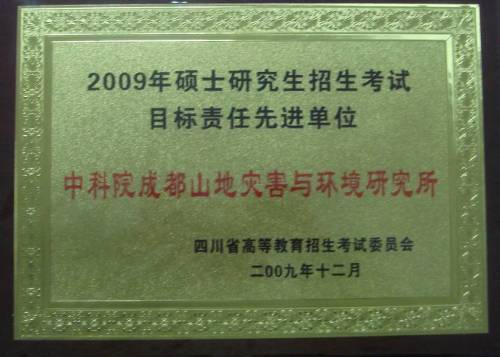 2009年硕士研究生招生考试
目标责任先进单位
中科院成都山地灾害与环境研究所
四川省高等教育招生考试委员会
二00九年十二月